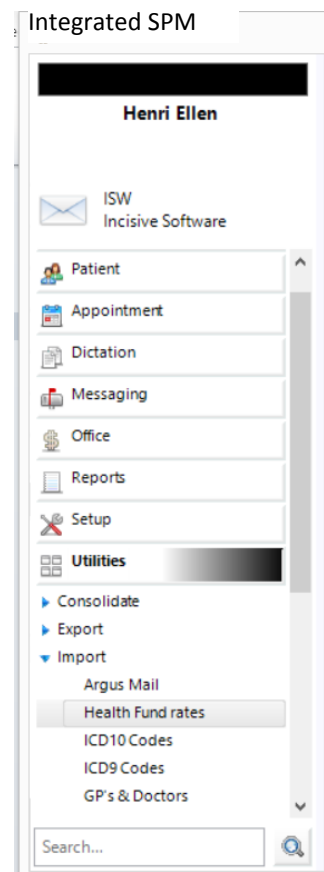 Integrated SPM
Henri Ellen
ISW
Incisive Software
Patient
Appointment
Dictation
Messaging
Office
Reports
Setup
Utilities
Consolidate
Export
Import
Argus Mail
Health Fund rates
ICD10 Codes
ICD9 Codes
GP's & Doctors
Search...